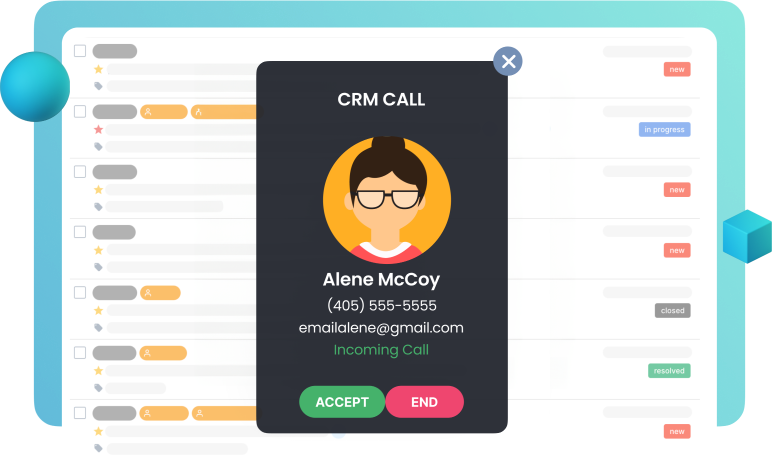 new
in progress
new
new
closed
resolved
new
CRM CALL
Alene McCoy
(405) 555-5555
emailalene@gmail.com
Incoming Call
ACCEPT
END